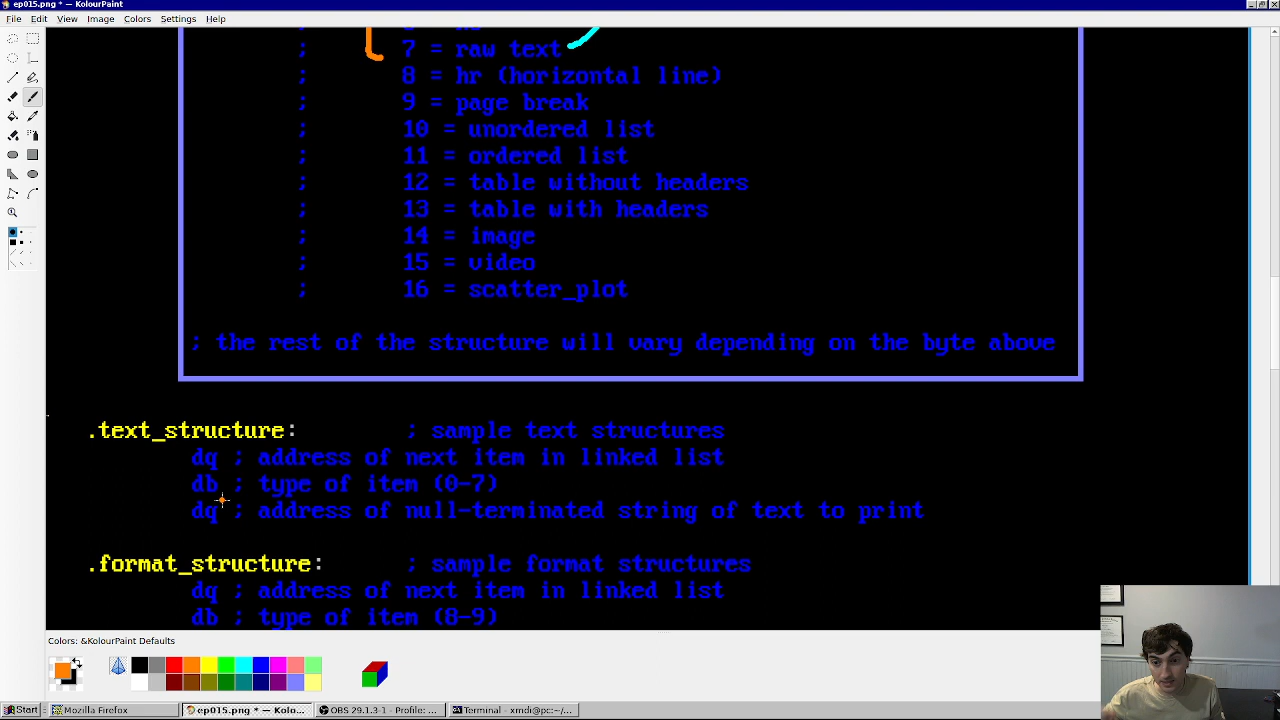 ep015.png * — KolourPaint
File Edit View Image Colors Settings Help
; 7 = raw text
; 8 = hr (horizontal line)
; 9 = page break
; 10 = unordered list
; 11 = ordered list
; 12 = table without headers
; 13 = table with headers
; 14 = image
; 15 = video
; 16 = scatter_plot
; the rest of the structure will vary depending on the byte above
.text_structure: ; sample text structures
dq ; address of next item in linked list
db ; type of item (0-7)
dq ; address of null-terminated string of text to print
.format_structure: ; sample format structures
dq ; address of next item in linked list
db ; type of item (8-9)
Colors: &KolourPaint Defaults
Start Mozilla Firefox ep015.png * — Kolo... OBS 29.1.3-1 - Profile: ... Terminal - xmdi@pc:~/...